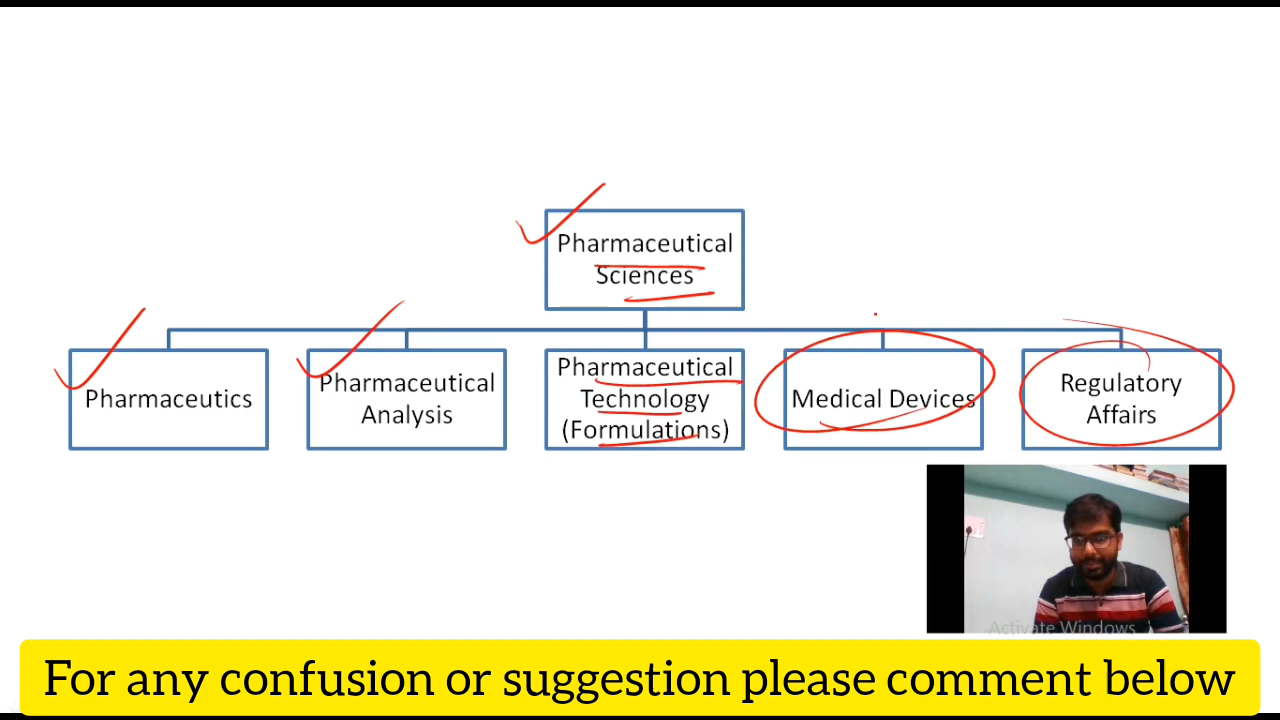 Pharmaceutical
Sciences
Pharmaceutics
Pharmaceutical
Analysis
Pharmaceutical
Technology
(Formulations)
Medical Devices
Regulatory
Affairs
Activate Windows
For any confusion or suggestion please comment below